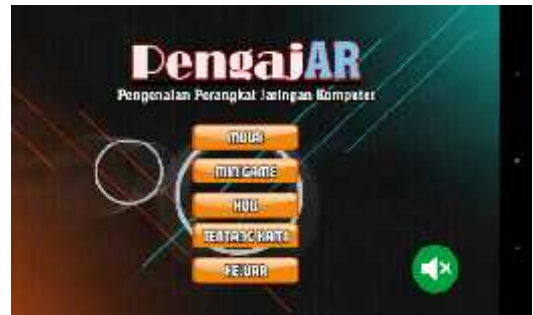 PengajAR
Pengenalan Perangkat Jaringan Komputer
MULAI
MINI GAME
TENTANG KAMI
KELUAR